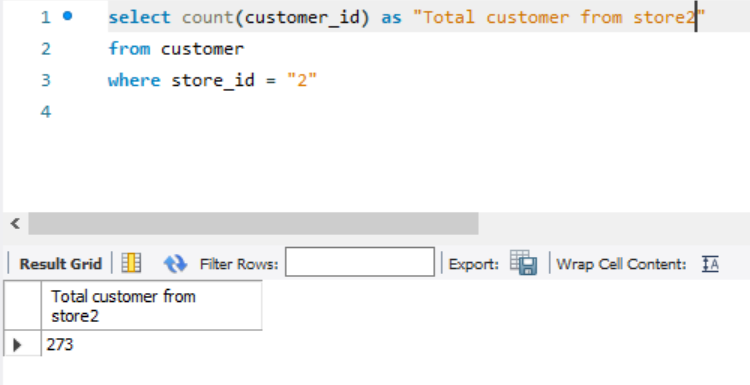 1 select count(customer_id) as "Total customer from store2"
2 from customer
3 where store_id = "2"
4
<
Result Grid Filter Rows: Export: Wrap Cell Content: IA
Total customer from
store2
273